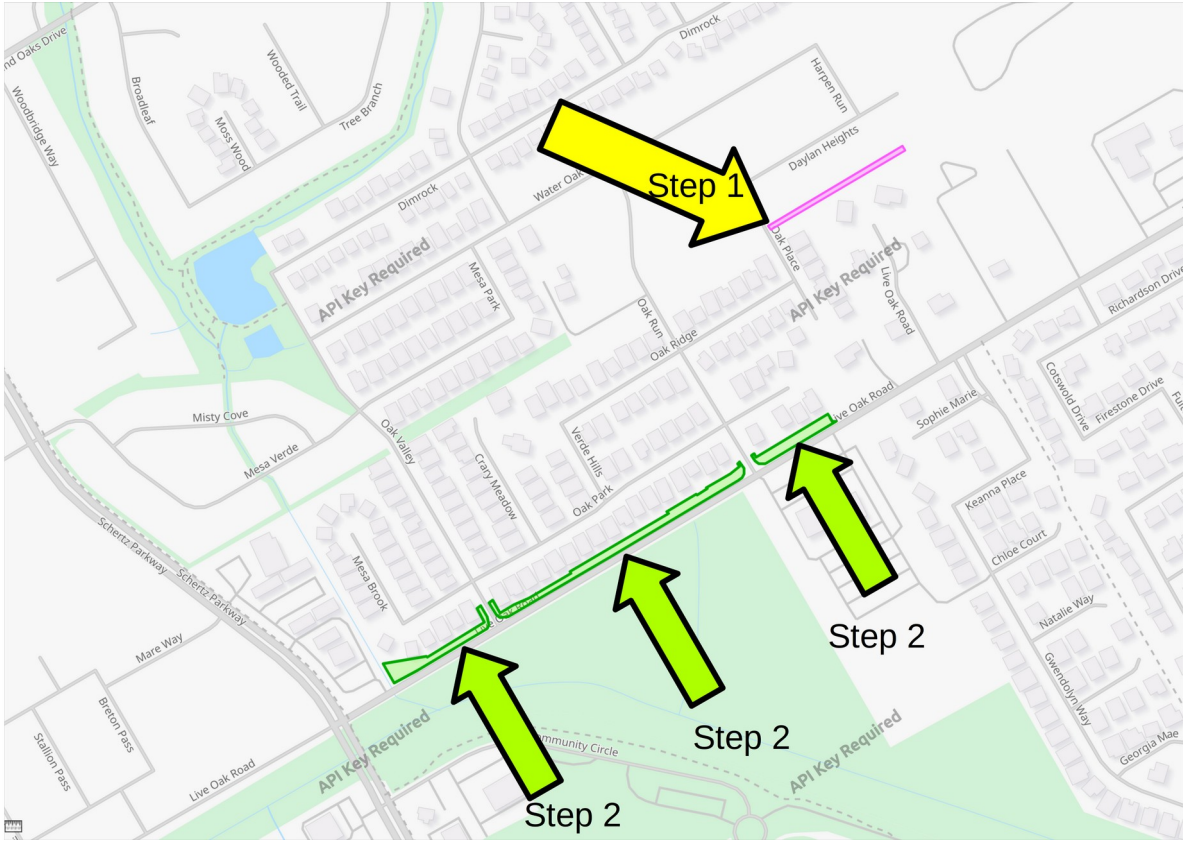 nd Oaks Drive
Woodbridge Way
Broadleaf
Wooded Trail
Moss Wood
Tree Branch
Dimrock
Harpen Run
Daylan Heights
Water Oak
Step 1
Dimrock
Oak Place
API Key Required
API Key Required
Mesa Park
Live Oak Road
Richardson Drive
Oak Run
Oak Ridge
Cotswold Drive
Firestone Drive
Misty Cove
Live Oak Road
Sophie Marie
Oak Valley
Verde Hills
Mesa Verde
Crary Meadow
Oak Park
Keanna Place
Schertz Parkway
Schertz Parkway
Chloe Court
Mesa Brook
Live Oak Road
Natalie Way
Mare Way
Step 2
Breton Pass
Stallion Pass
Gwendolyn Way
API Key Required
API Key Required
Step 2
Community Circle
Georgia Mae
Live Oak Road
Step 2